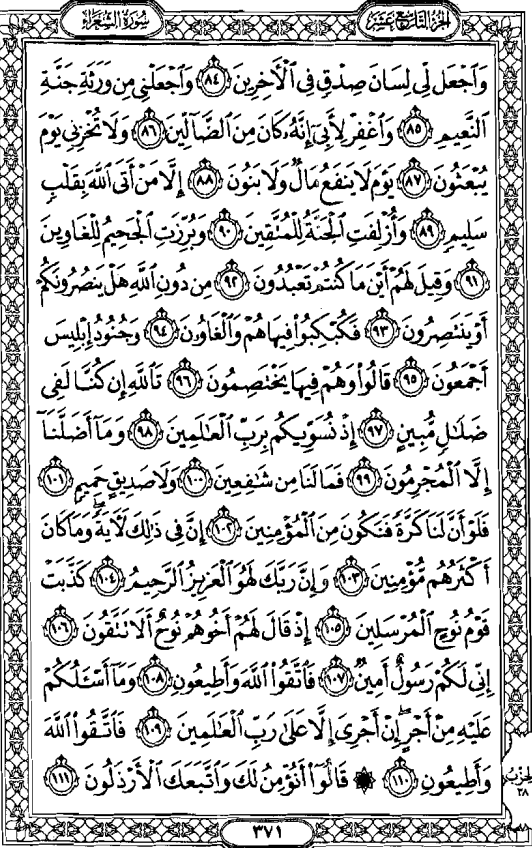 الجزء التاسع عشر
سورة الشعراء
وَٱجۡعَل لِّي لِسَانَ صِدۡقٖ فِي ٱلۡأٓخِرِينَ ٨٤ وَٱجۡعَلۡنِي مِن وَرَثَةِ جَنَّةِ
ٱلنَّعِيمِ ٨٥ وَٱغۡفِرۡ لِأَبِيٓ إِنَّهُۥ كَانَ مِنَ ٱلضَّآلِّينَ ٨٦ وَلَا تُخۡزِنِي يَوۡمَ
يُبۡعَثُونَ ٨٧ يَوۡمَ لَا يَنفَعُ مَالٞ وَلَا بَنُونَ ٨٨ إِلَّا مَنۡ أَتَى ٱللَّهَ بِقَلۡبٖ
سَلِيمٖ ٨٩ وَأُزۡلِفَتِ ٱلۡجَنَّةُ لِلۡمُتَّقِينَ ٩٠ وَبُرِّزَتِ ٱلۡجَحِيمُ لِلۡغَاوِينَ
٩١ وَقِيلَ لَهُمۡ أَيۡنَ مَا كُنتُمۡ تَعۡبُدُونَ ٩٢ مِن دُونِ ٱللَّهِ هَلۡ يَنصُرُونَكُمۡ
أَوۡ يَنتَصِرُونَ ٩٣ فَكُبۡكِبُواْ فِيهَا هُمۡ وَٱلۡغَاوُۥنَ ٩٤ وَجُنُودُ إِبۡلِيسَ
أَجۡمَعُونَ ٩٥ قَالُواْ وَهُمۡ فِيهَا يَخۡتَصِمُونَ ٩٦ تَٱللَّهِ إِن كُنَّا لَفِي
ضَلَٰلٖ مُّبِينٍ ٩٧ إِذۡ نُسَوِّيكُم بِرَبِّ ٱلۡعَٰلَمِينَ ٩٨ وَمَآ أَضَلَّنَآ
إِلَّا ٱلۡمُجۡرِمُونَ ٩٩ فَمَا لَنَا مِن شَٰفِعِينَ ١٠٠ وَلَا صَدِيقٍ حَمِيمٖ ١٠١
فَلَوۡ أَنَّ لَنَا كَرَّةٗ فَنَكُونَ مِنَ ٱلۡمُؤۡمِنِينَ ١٠٢ إِنَّ فِي ذَٰلِكَ لَأٓيَةٗۖ وَمَا كَانَ
أَكۡثَرُهُم مُّؤۡمِنِينَ ١٠٣ وَإِنَّ رَبَّكَ لَهُوَ ٱلۡعَزِيزُ ٱلرَّحِيمُ ١٠٤ كَذَّبَتۡ
قَوۡمُ نُوحٍ ٱلۡمُرۡسَلِينَ ١٠٥ إِذۡ قَالَ لَهُمۡ أَخُوهُمۡ نُوحٌ أَلَا تَتَّقُونَ ١٠٦
إِنِّي لَكُمۡ رَسُولٌ أَمِينٞ ١٠٧ فَٱتَّقُواْ ٱللَّهَ وَأَطِيعُونِ ١٠٨ وَمَآ أَسۡـَٔلُكُمۡ
عَلَيۡهِ مِنۡ أَجۡرٍۖ إِنۡ أَجۡرِيَ إِلَّا عَلَىٰ رَبِّ ٱلۡعَٰلَمِينَ ١٠٩ فَٱتَّقُواْ ٱللَّهَ
وَأَطِيعُونِ ١١٠ ۞ قَالُوٓاْ أَنُؤۡمِنُ لَكَ وَٱتَّبَعَكَ ٱلۡأَرۡذَلُونَ ١١١
الحزب
٣٨
٣٧١